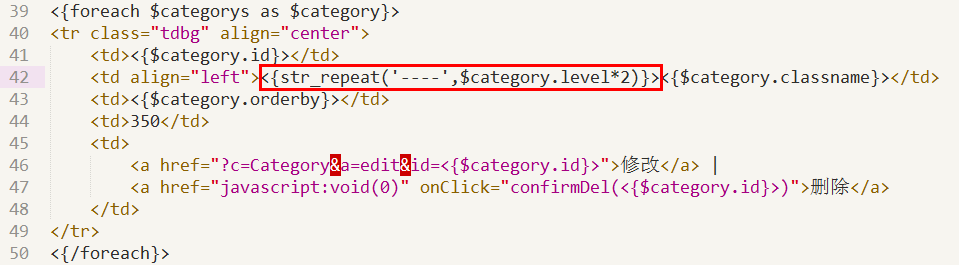 39 <{foreach $categorys as $category}>
40 <tr class="tdbg" align="center">
41     <td><{$category.id}></td>
42     <td align="left"><{str_repeat('----',$category.level*2)}><{$category.classname}></td>
43     <td><{$category.orderby}></td>
44     <td>350</td>
45     <td>
46         <a href="?c=Category&a=edit&id=<{$category.id}>">修改</a> |
47         <a href="javascript:void(0)" onClick="confirmDel(<{$category.id}>)">删除</a>
48     </td>
49 </tr>
50 <{/foreach}>